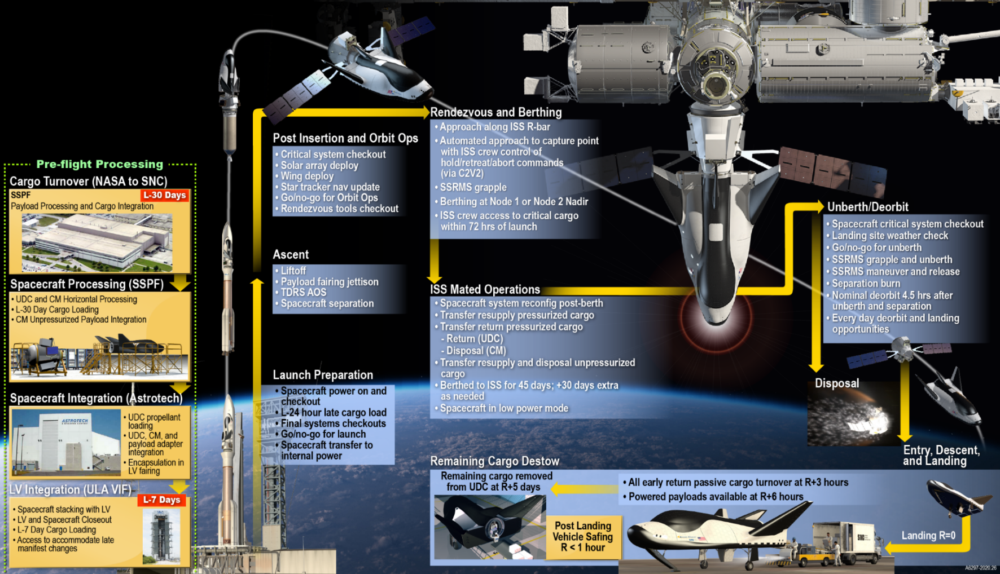 Pre-flight Processing
Cargo Turnover (NASA to SNC)
SSPF
L-30 Days
Payload Processing and Cargo Integration
Spacecraft Processing (SSPF)
• UDC and CM Horizontal Processing
• L-30 Day Cargo Loading
• CM Unpressurized Payload Integration
Spacecraft Integration (Astrotech)
ASTROTECH
• UDC propellant
loading
• UDC, CM, and
payload adapter
integration
• Encapsulation in
LV fairing
LV Integration (ULA VIF)
L-7 Days
• Spacecraft stacking with LV
• LV and Spacecraft Closeout
• L-7 Day Cargo Loading
• Access to accommodate late
manifest changes
Launch Preparation
• Spacecraft power on and
checkout
• L-24 hour late cargo load
• Final systems checkouts
• Go/no-go for launch
• Spacecraft transfer to
internal power
Ascent
• Liftoff
• Payload fairing jettison
• TDRS AOS
• Spacecraft separation
Post Insertion and Orbit Ops
• Critical system checkout
• Solar array deploy
• Wing deploy
• Star tracker nav update
• Go/no-go for Orbit Ops
• Rendezvous tools checkout
Rendezvous and Berthing
• Approach along ISS R-bar
• Automated approach to capture point
with ISS crew control of
hold/retreat/abort commands
(via C2V2)
• SSRMS grapple
• Berthing at Node 1 or Node 2 Nadir
• ISS crew access to critical cargo
within 72 hrs of launch
ISS Mated Operations
• Spacecraft system reconfig post-berth
• Transfer resupply pressurized cargo
• Transfer return pressurized cargo
- Return (UDC)
- Disposal (CM)
• Transfer resupply and disposal unpressurized
cargo
• Berthed to ISS for 45 days; +30 days extra
as needed
• Spacecraft in low power mode
Unberth/Deorbit
• Spacecraft critical system checkout
• Landing site weather check
• Go/no-go for unberth
• SSRMS grapple and unberth
• SSRMS maneuver and release
• Separation burn
• Nominal deorbit 4.5 hrs after
unberth and separation
• Every day deorbit and landing
opportunities
Disposal
Entry, Descent,
and Landing
Landing R=0
• All early return passive cargo turnover at R+3 hours
• Powered payloads available at R+6 hours
SNC
Post Landing
Vehicle Safing
R < 1 hour
Remaining Cargo Destow
Remaining cargo removed
from UDC at R+5 days
A6297-2020.26